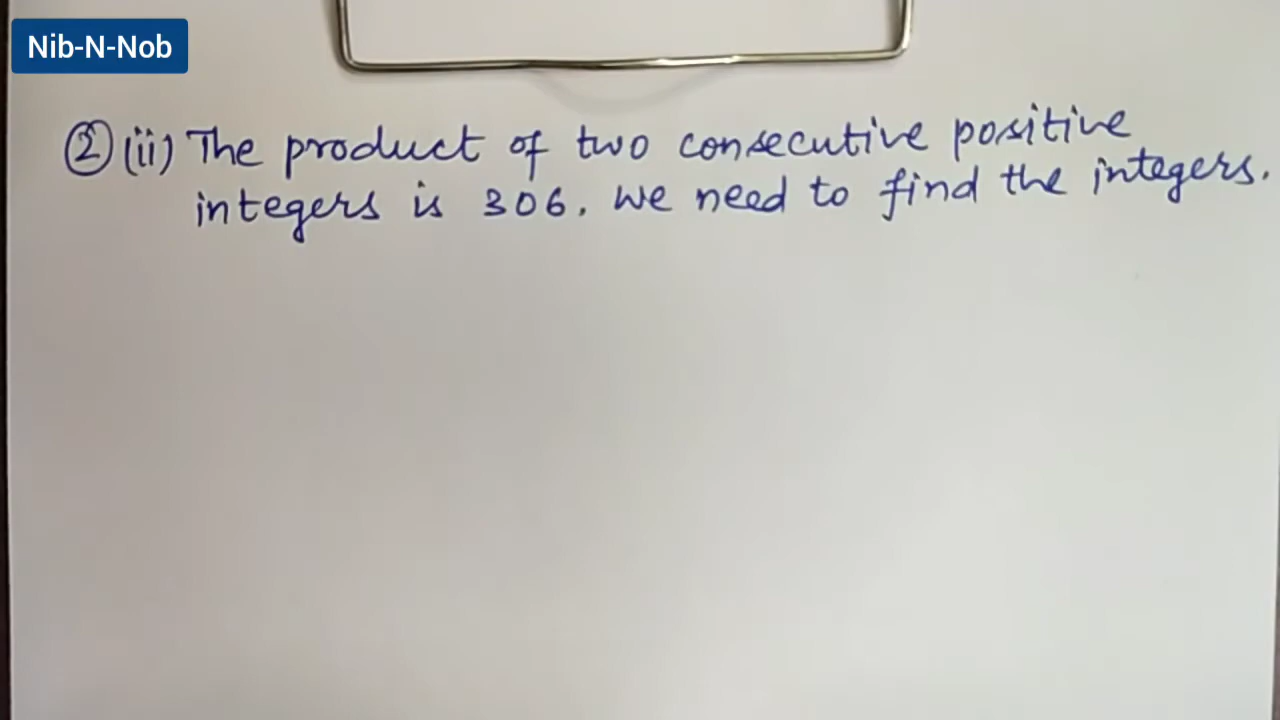 Nib-N-Nob
② (ii) The product of two consecutive positive
integers is 306. We need to find the integers.